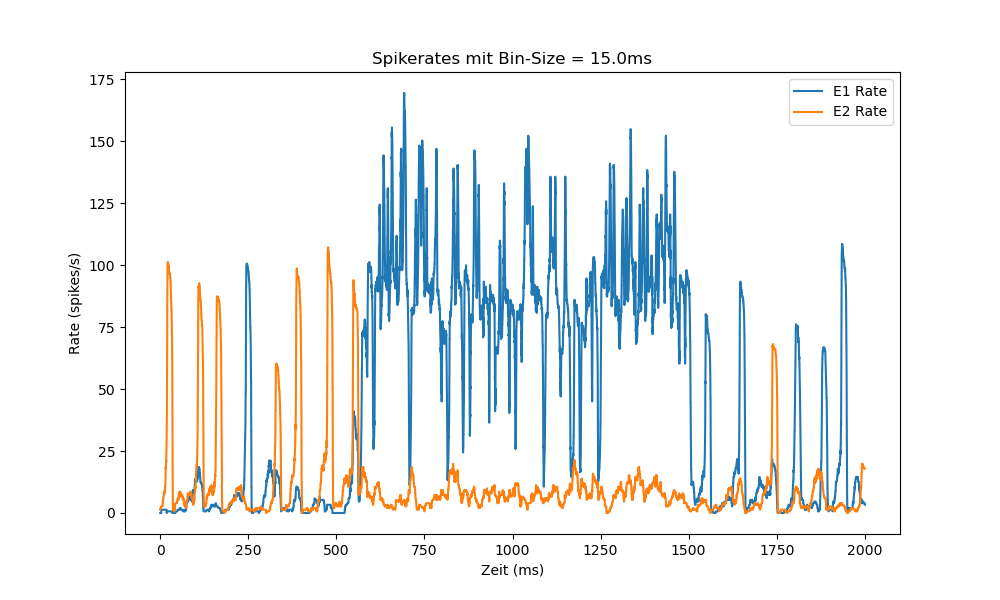 Spikerates mit Bin-Size = 15.0ms
E1 Rate
E2 Rate
175
150
125
100
75
50
25
0
Rate (spikes/s)
0 250 500 750 1000 1250 1500 1750 2000
Zeit (ms)